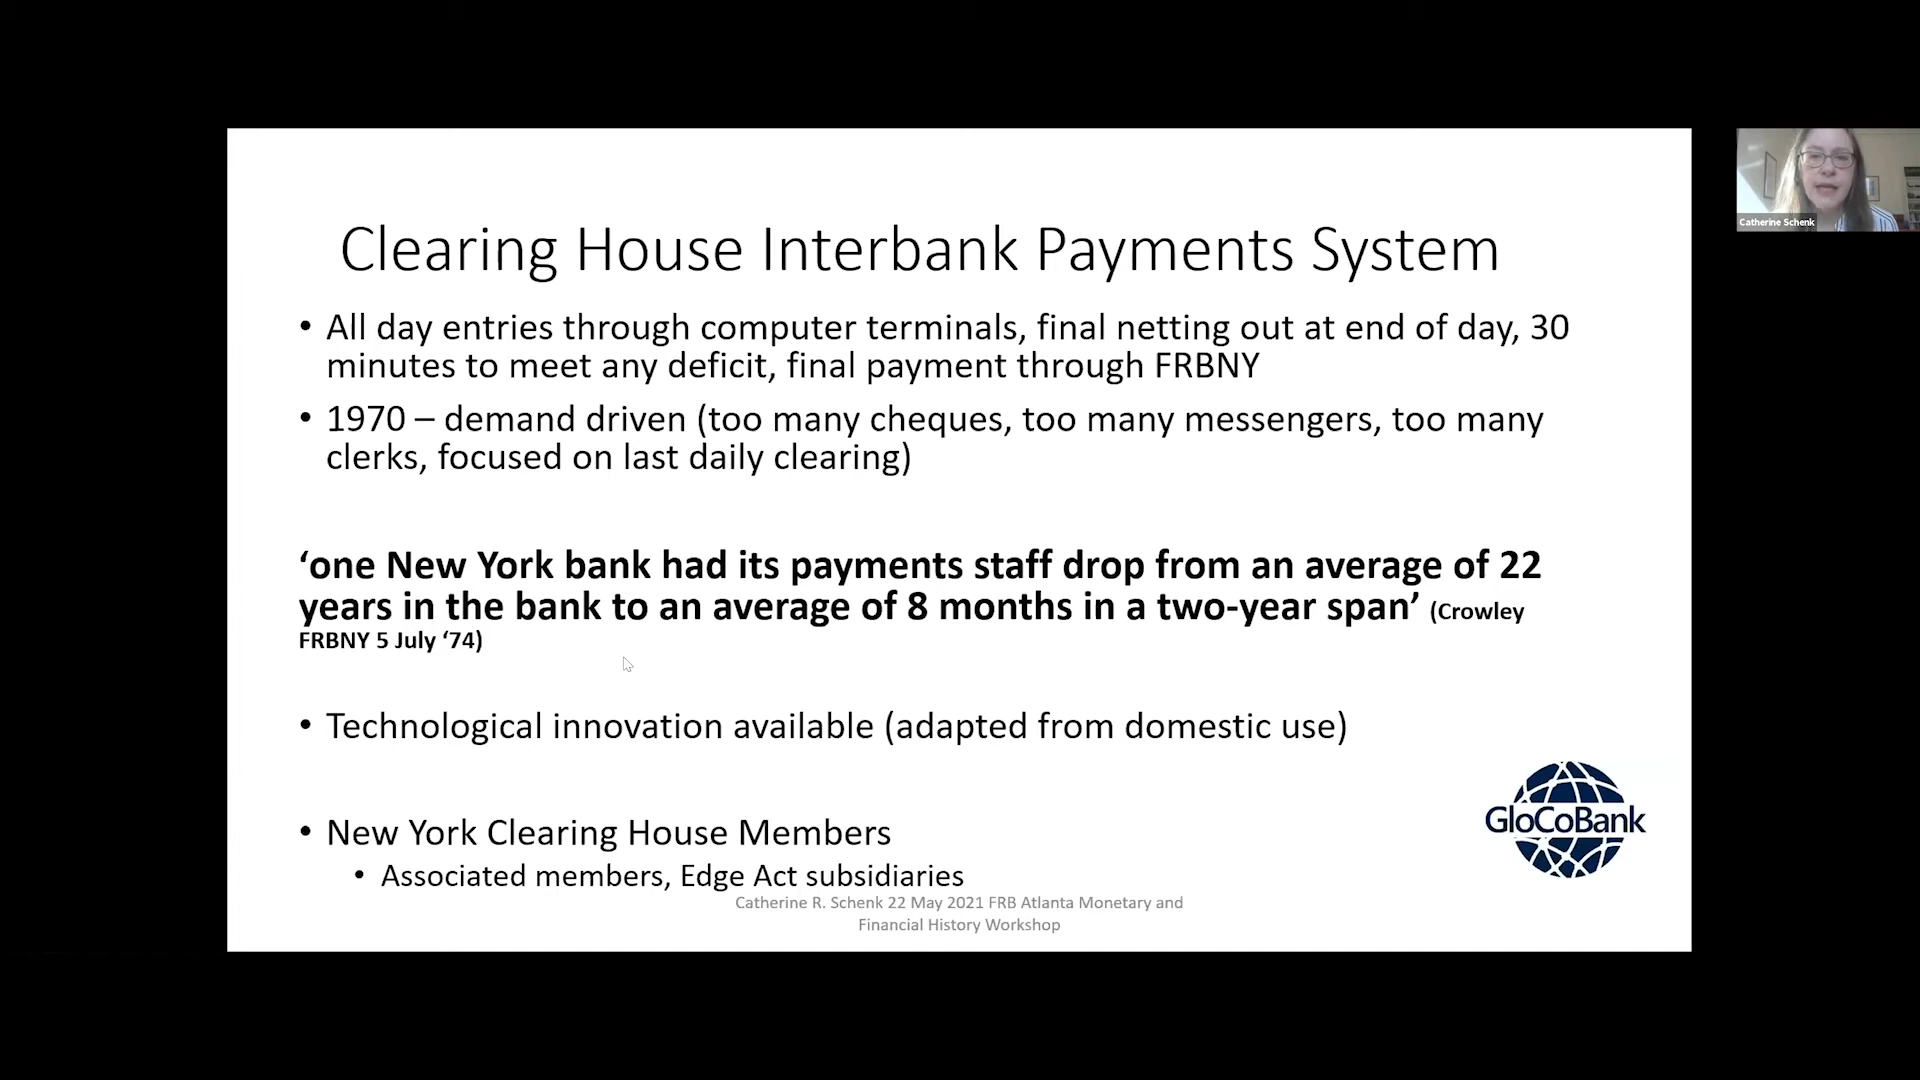 Clearing House Interbank Payments System
• All day entries through computer terminals, final netting out at end of day, 30
minutes to meet any deficit, final payment through FRBNY
• 1970 – demand driven (too many cheques, too many messengers, too many
clerks, focused on last daily clearing)
‘one New York bank had its payments staff drop from an average of 22
years in the bank to an average of 8 months in a two-year span’ (Crowley
FRBNY 5 July ‘74)
• Technological innovation available (adapted from domestic use)
• New York Clearing House Members
• Associated members, Edge Act subsidiaries
Catherine R. Schenk 22 May 2021 FRB Atlanta Monetary and
Financial History Workshop
GloCoBank
Catherine Schenk